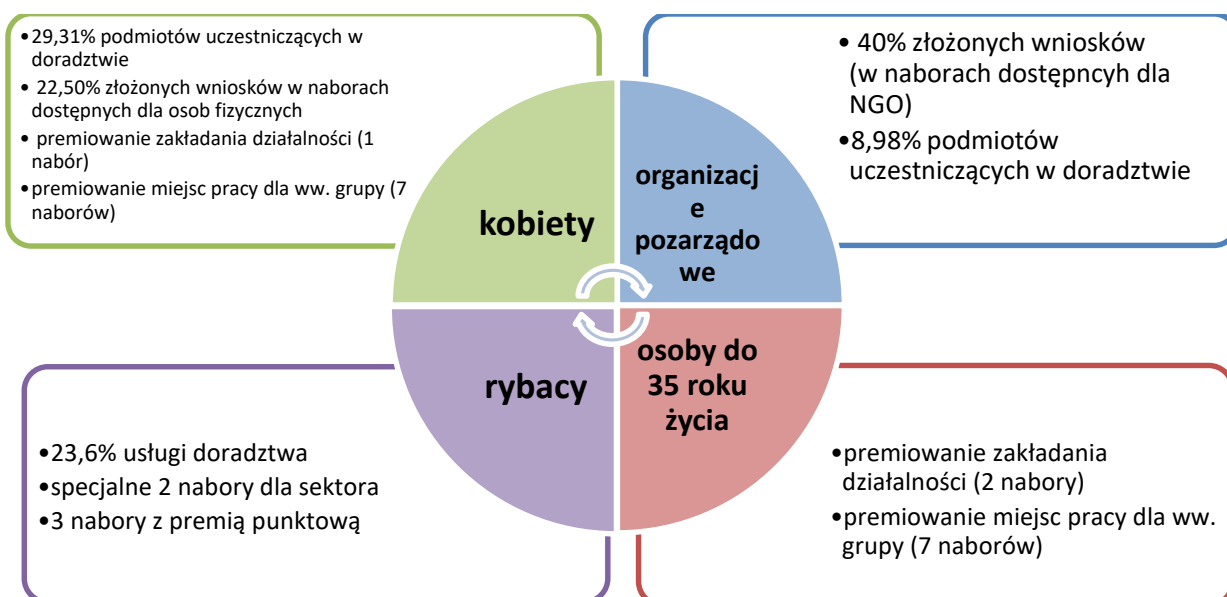 •29,31% podmiotów uczestniczących w
doradztwie
• 22,50% złożonych wniosków w naborach
dostępnych dla osob fizycznych
• premiowanie zakładania działalności (1
nabór)
•premiowanie miejsc pracy dla ww. grupy (7
naborów)
• 40% złożonych wniosków
(w naborach dostępncyh dla
NGO)
•8,98% podmiotów
uczestniczących w doradztwie
kobiety
organizacj
e
pozarządo
we
rybacy
osoby do
35 roku
życia
•23,6% usługi doradztwa
•specjalne 2 nabory dla sektora
•3 nabory z premią punktową
•premiowanie zakładania
działalności (2 nabory)
•premiowanie miejsc pracy dla ww.
grupy (7 naborów)